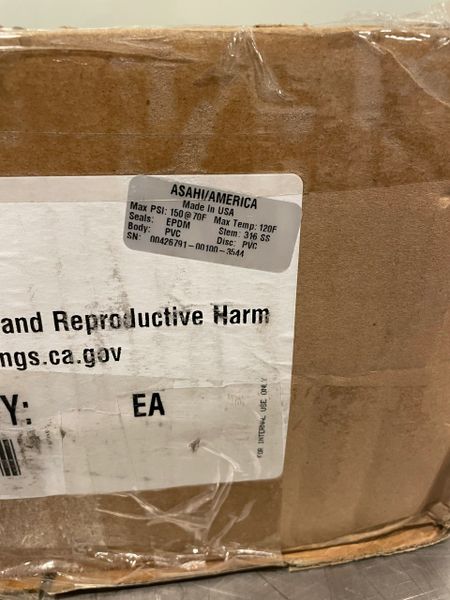 ASAHI/AMERICA
Made In USA
Max PSI: 150@70F Max Temp: 120F
Seals: EPDM Stem: 316 SS
Body: PVC Disc: PVC
SN: 00426791-00100-3544
and Reproductive Harm
ngs.ca.gov
Y: EA
FOR INTERNAL USE ONLY